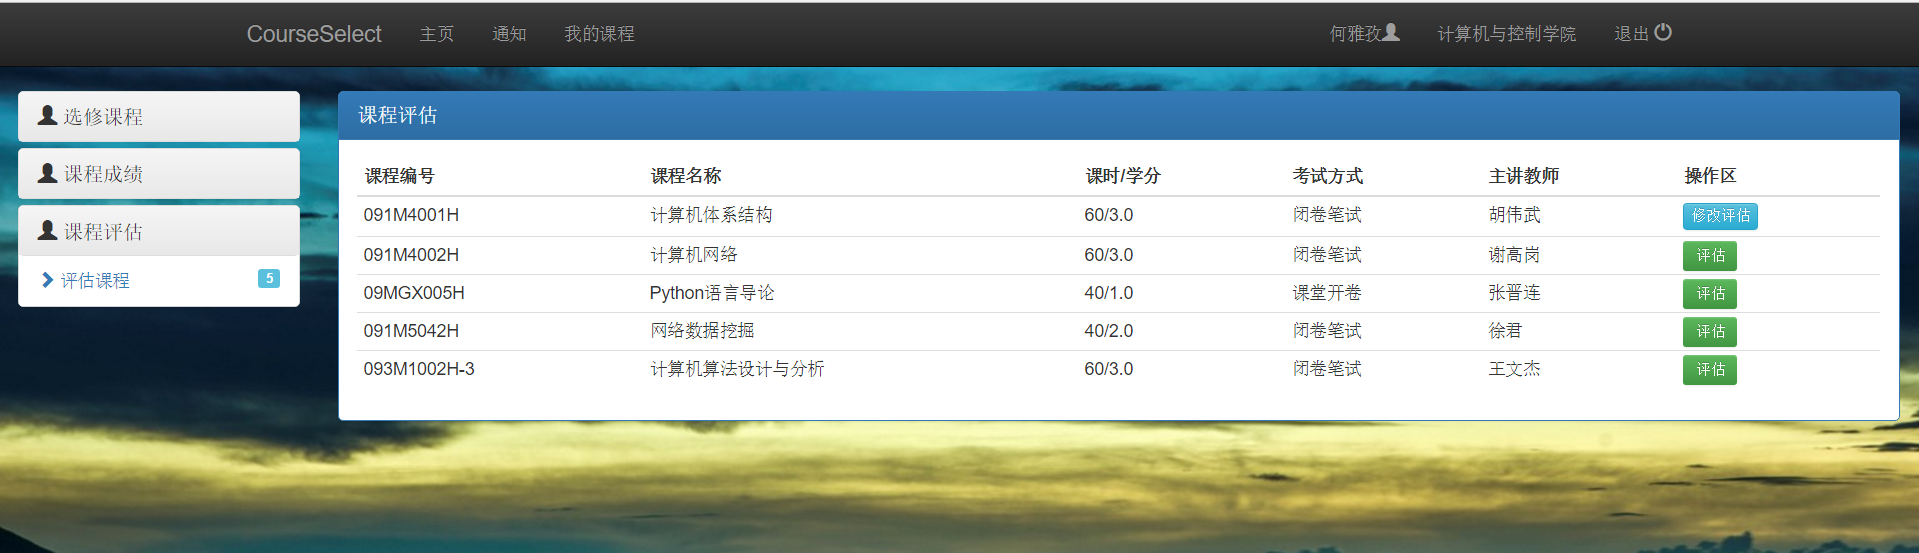 CourseSelect 主页 通知 我的课程 何雅孜 计算机与控制学院 退出
选修课程
课程成绩
课程评估
评估课程 5
课程评估
课程编号 课程名称 课时/学分 考试方式 主讲教师 操作区
091M4001H 计算机体系结构 60/3.0 闭卷笔试 胡伟武 修改评估
091M4002H 计算机网络 60/3.0 闭卷笔试 谢高岗 评估
09MGX005H Python语言导论 40/1.0 课堂开卷 张晋连 评估
091M5042H 网络数据挖掘 40/2.0 闭卷笔试 徐君 评估
093M1002H-3 计算机算法设计与分析 60/3.0 闭卷笔试 王文杰 评估